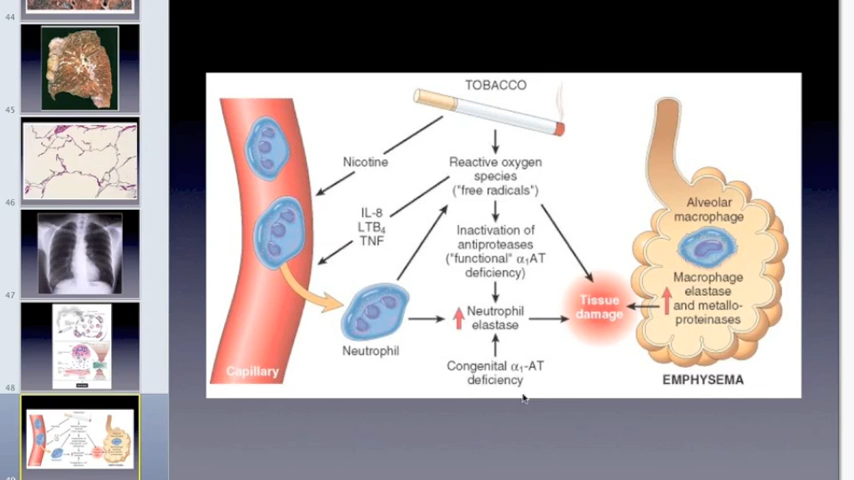 44
45
46
47
48
TOBACCO
Nicotine
Reactive oxygen
species
("free radicals")
IL-8
LTB₄
TNF
Inactivation of
antiproteases
("functional" α₁AT
deficiency)
Neutrophil
elastase
Neutrophil
Congenital α₁-AT
deficiency
Capillary
Tissue
damage
Alveolar
macrophage
Macrophage
elastase
and metallo-
proteinases
EMPHYSEMA